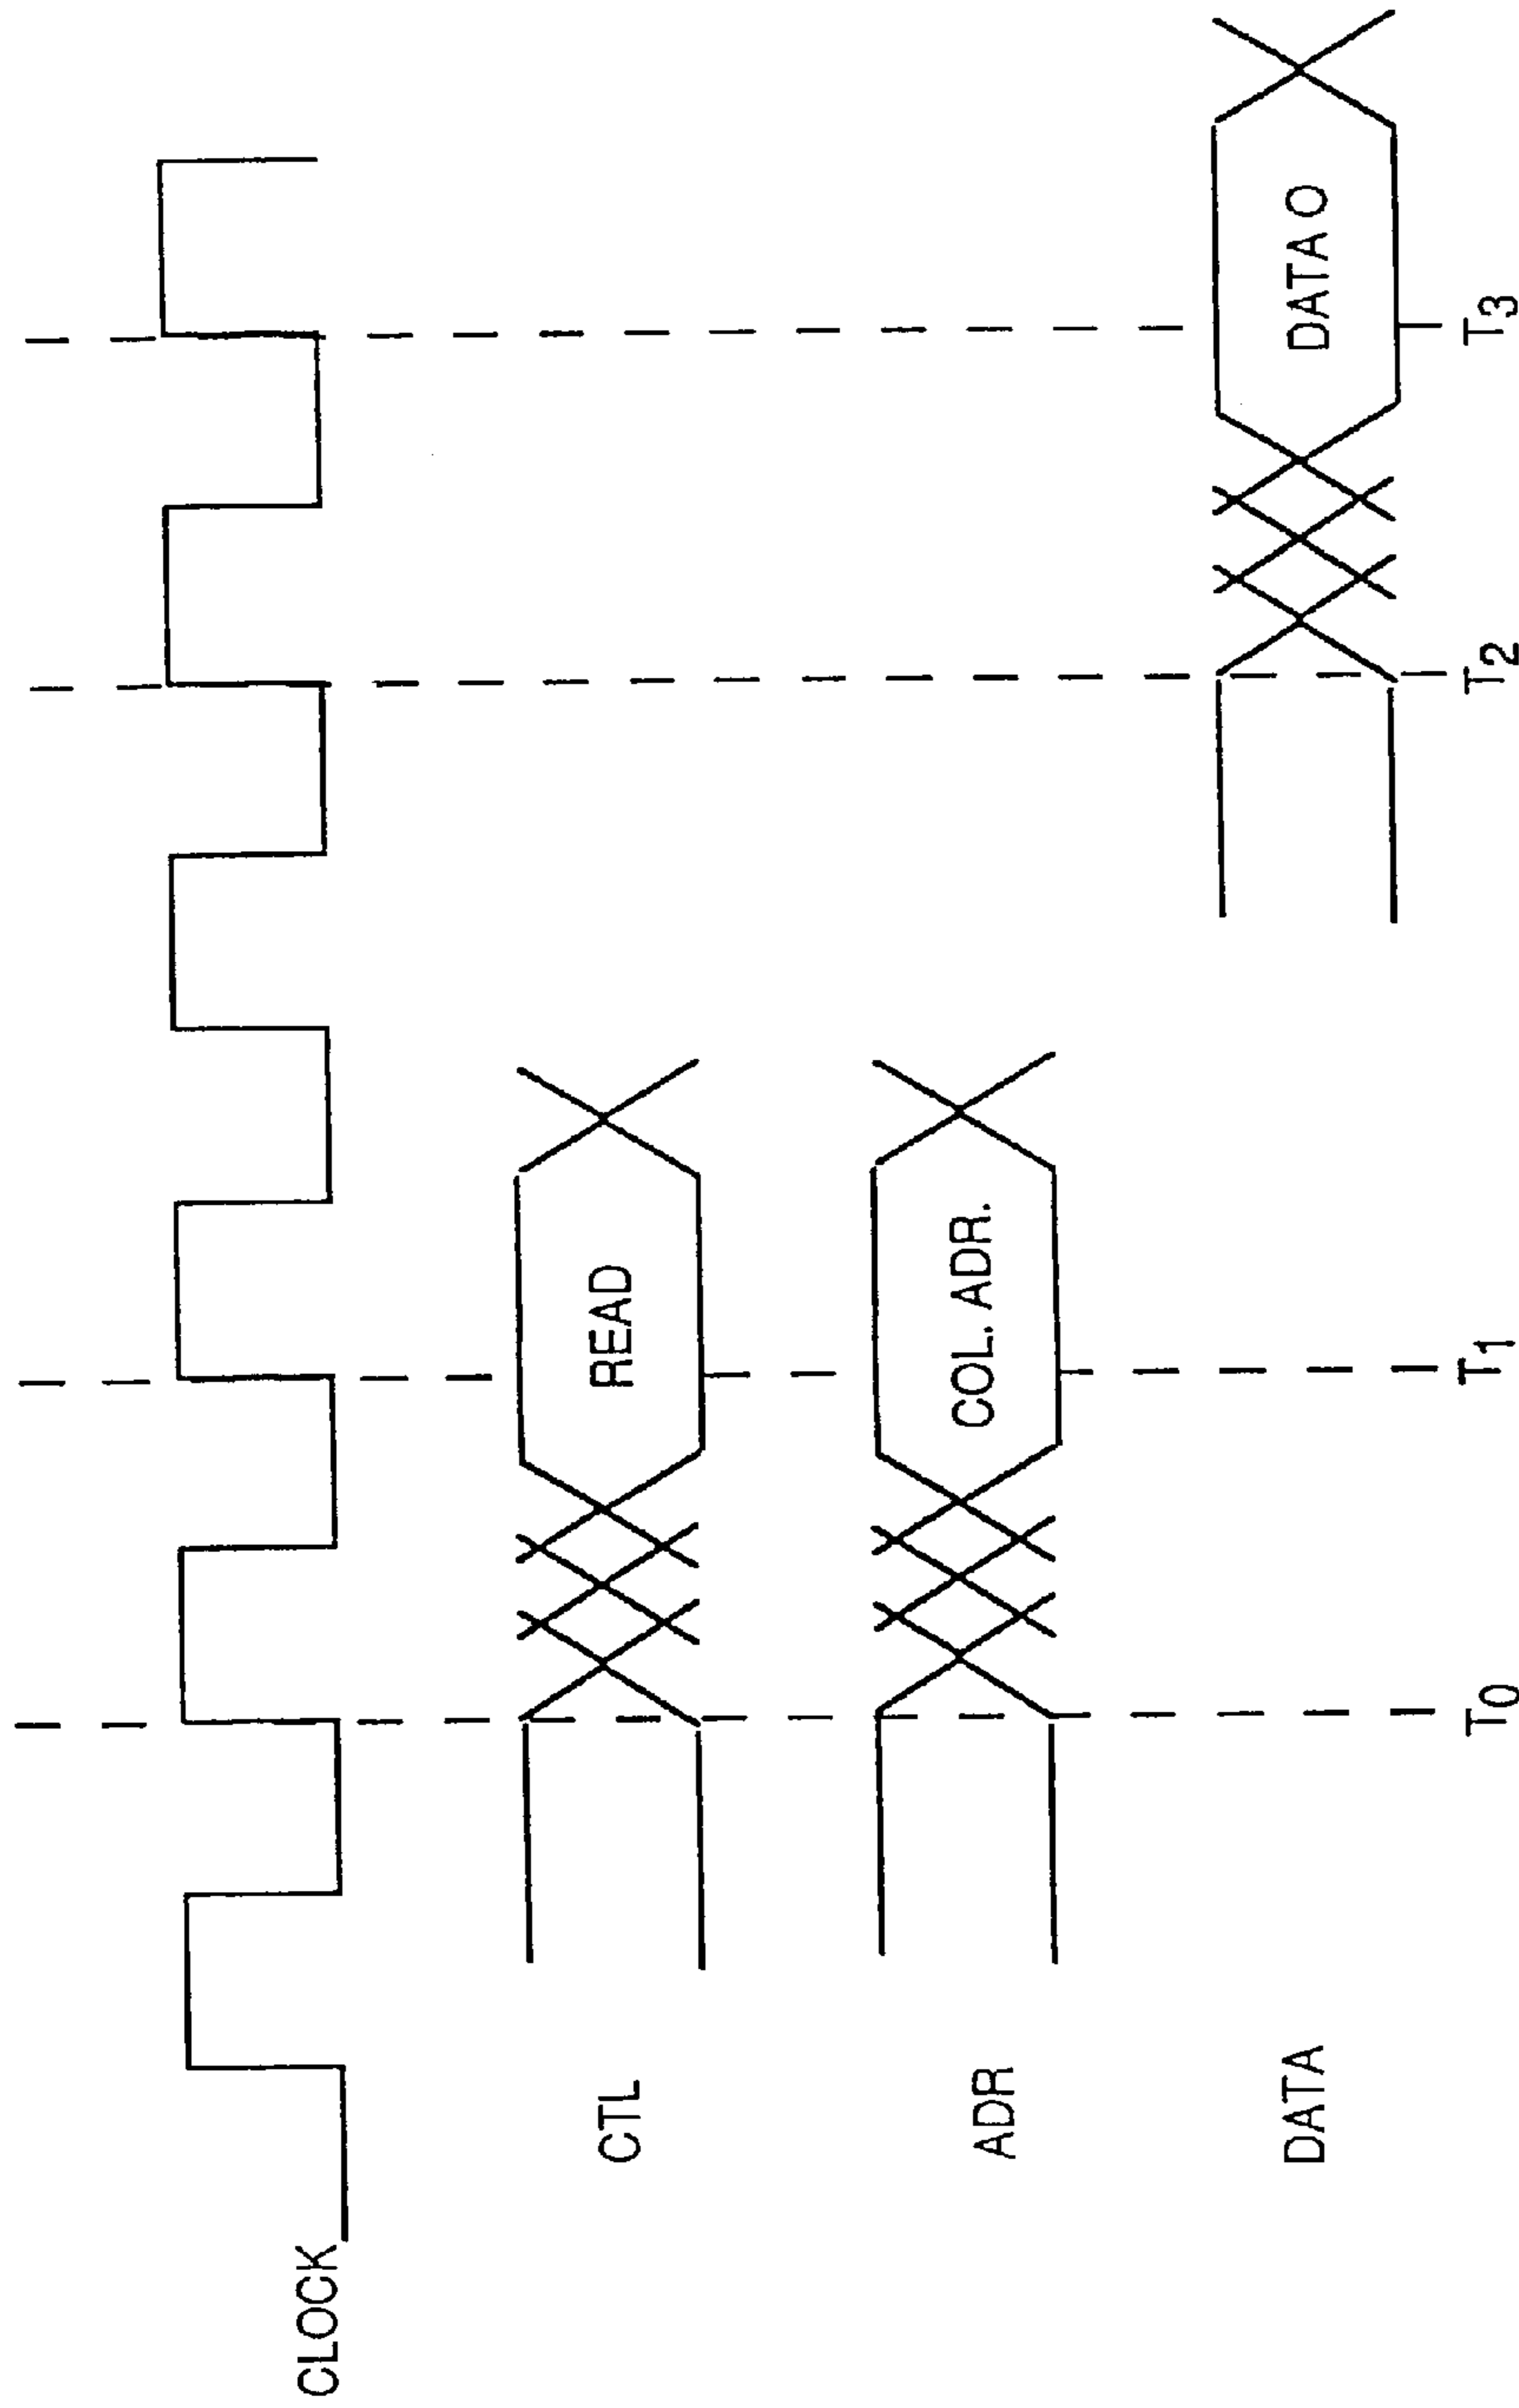 CLOCK
CTL
READ
ADR
COL. ADR.
DATA
DATA O
T0
T1
T2
T3